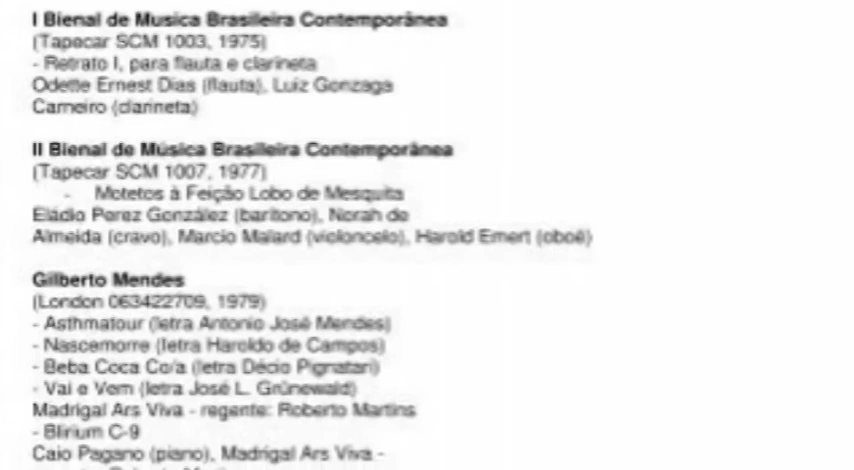 I Bienal de Musica Brasileira Contemporânea
(Tapecar SCM 1003, 1975)
- Retrato I, para flauta e clarineta
Odette Ernest Dias (flauta), Luiz Gonzaga
Carneiro (clarineta)
II Bienal de Música Brasileira Contemporânea
(Tapecar SCM 1007, 1977)
- Motetos à Feição Lobo de Mesquita
Eládio Perez González (barítono), Norah de
Almeida (cravo), Marcio Malard (violoncelo), Harold Emert (oboé)
Gilberto Mendes
(London 063422709, 1979)
- Asthmatour (letra Antonio José Mendes)
- Nascemorre (letra Haroldo de Campos)
- Beba Coca Co/a (letra Décio Pignatari)
- Vai e Vem (letra José L. Grünewald)
Madrigal Ars Viva - regente: Roberto Martins
- Blirium C-9
Caio Pagano (piano), Madrigal Ars Viva -